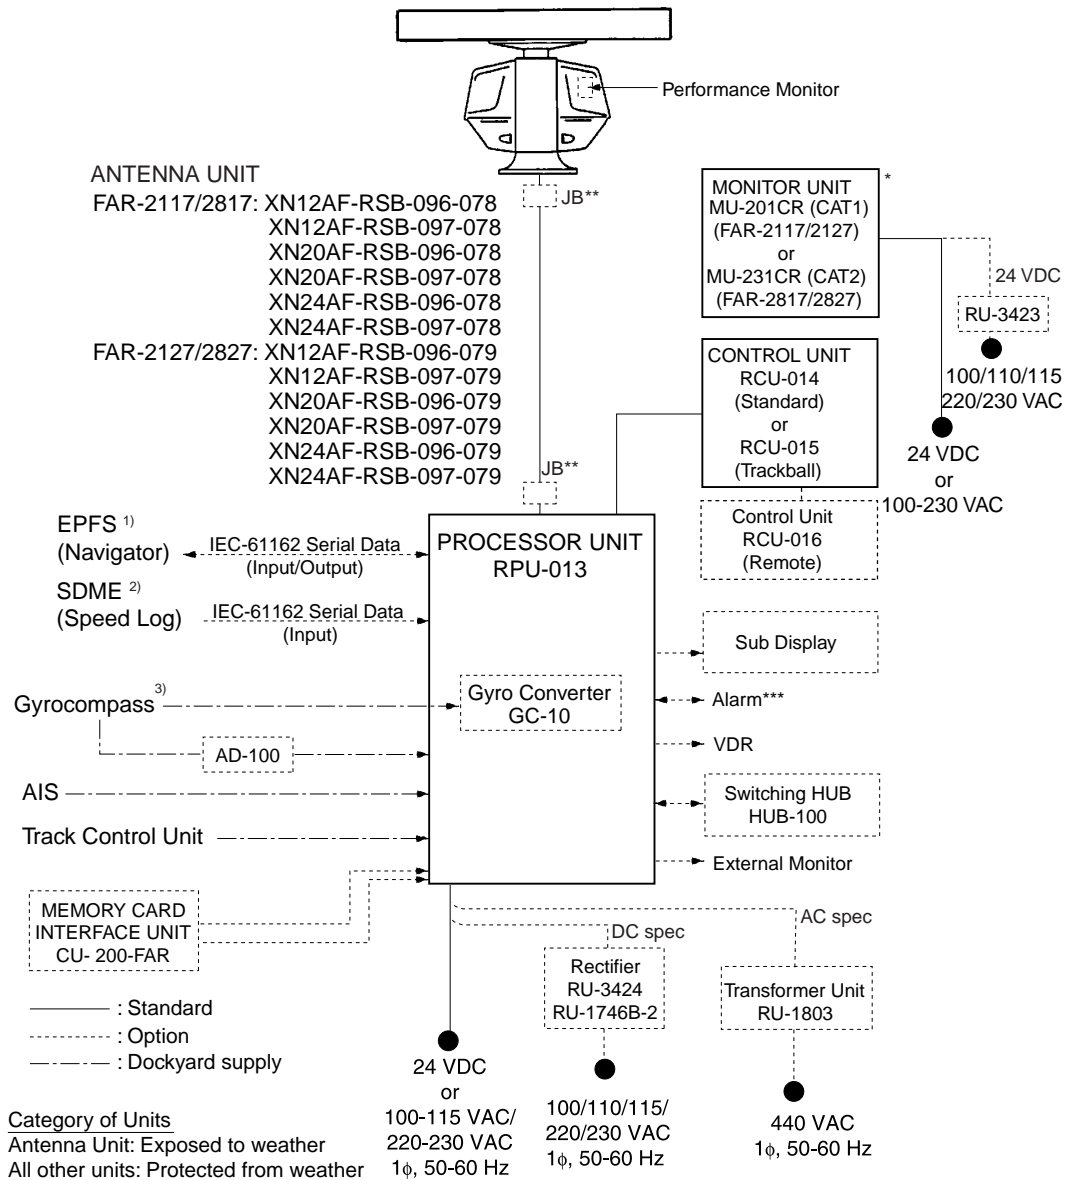 Performance Monitor
ANTENNA UNIT
FAR-2117/2817: XN12AF-RSB-096-078
XN12AF-RSB-097-078
XN20AF-RSB-096-078
XN20AF-RSB-097-078
XN24AF-RSB-096-078
XN24AF-RSB-097-078
FAR-2127/2827: XN12AF-RSB-096-079
XN12AF-RSB-097-079
XN20AF-RSB-096-079
XN20AF-RSB-097-079
XN24AF-RSB-096-079
XN24AF-RSB-097-079
JB**
JB**
MONITOR UNIT
MU-201CR (CAT1)
(FAR-2117/2127)
or
MU-231CR (CAT2)
(FAR-2817/2827)
*
24 VDC
RU-3423
100/110/115
220/230 VAC
24 VDC
or
100-230 VAC
CONTROL UNIT
RCU-014
(Standard)
or
RCU-015
(Trackball)
Control Unit
RCU-016
(Remote)
EPFS 1)
(Navigator)
IEC-61162 Serial Data
(Input/Output)
SDME 2)
(Speed Log)
IEC-61162 Serial Data
(Input)
PROCESSOR UNIT
RPU-013
Gyrocompass 3)
Gyro Converter
GC-10
AD-100
AIS
Track Control Unit
MEMORY CARD
INTERFACE UNIT
CU- 200-FAR
Sub Display
Alarm***
VDR
Switching HUB
HUB-100
External Monitor
AC spec
DC spec
Rectifier
RU-3424
RU-1746B-2
Transformer Unit
RU-1803
: Standard
: Option
: Dockyard supply
24 VDC
or
100-115 VAC/
220-230 VAC
1ϕ, 50-60 Hz
100/110/115/
220/230 VAC
1ϕ, 50-60 Hz
440 VAC
1ϕ, 50-60 Hz
Category of Units
Antenna Unit: Exposed to weather
All other units: Protected from weather